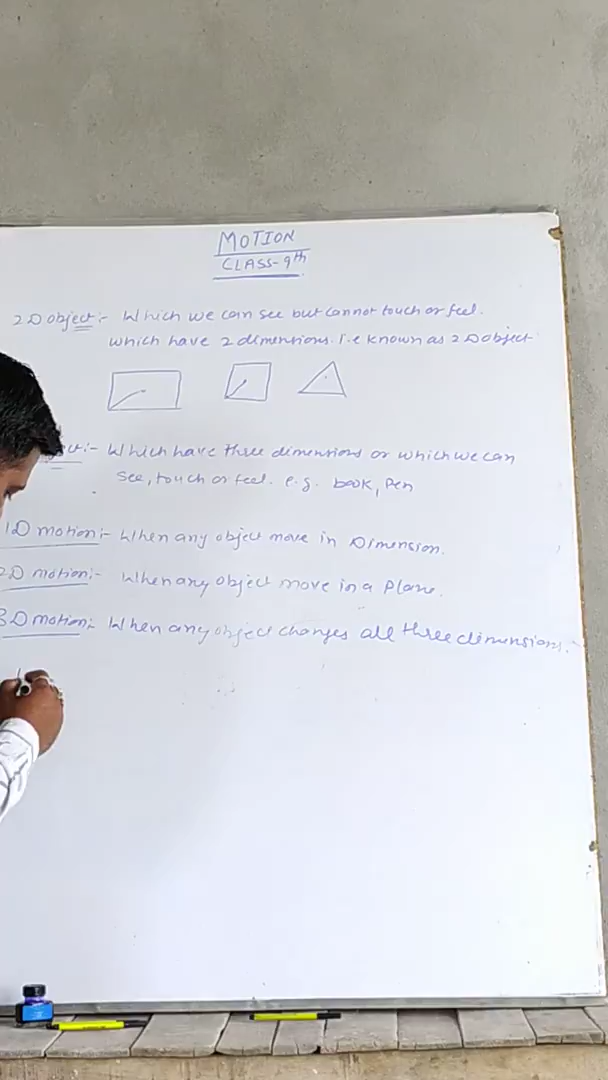 MOTION
CLASS-9th
2D object:- Which we can see but cannot touch or feel.
which have 2 dimensions. I.e known as 2D object
Which have three dimensions or which we can
see, touch or feel. e.g. book, Pen
1D motion:- When any object move in Dimension.
2D motion:- When any object move in a Plane.
3D motion:- When any object changes all three dimensions.